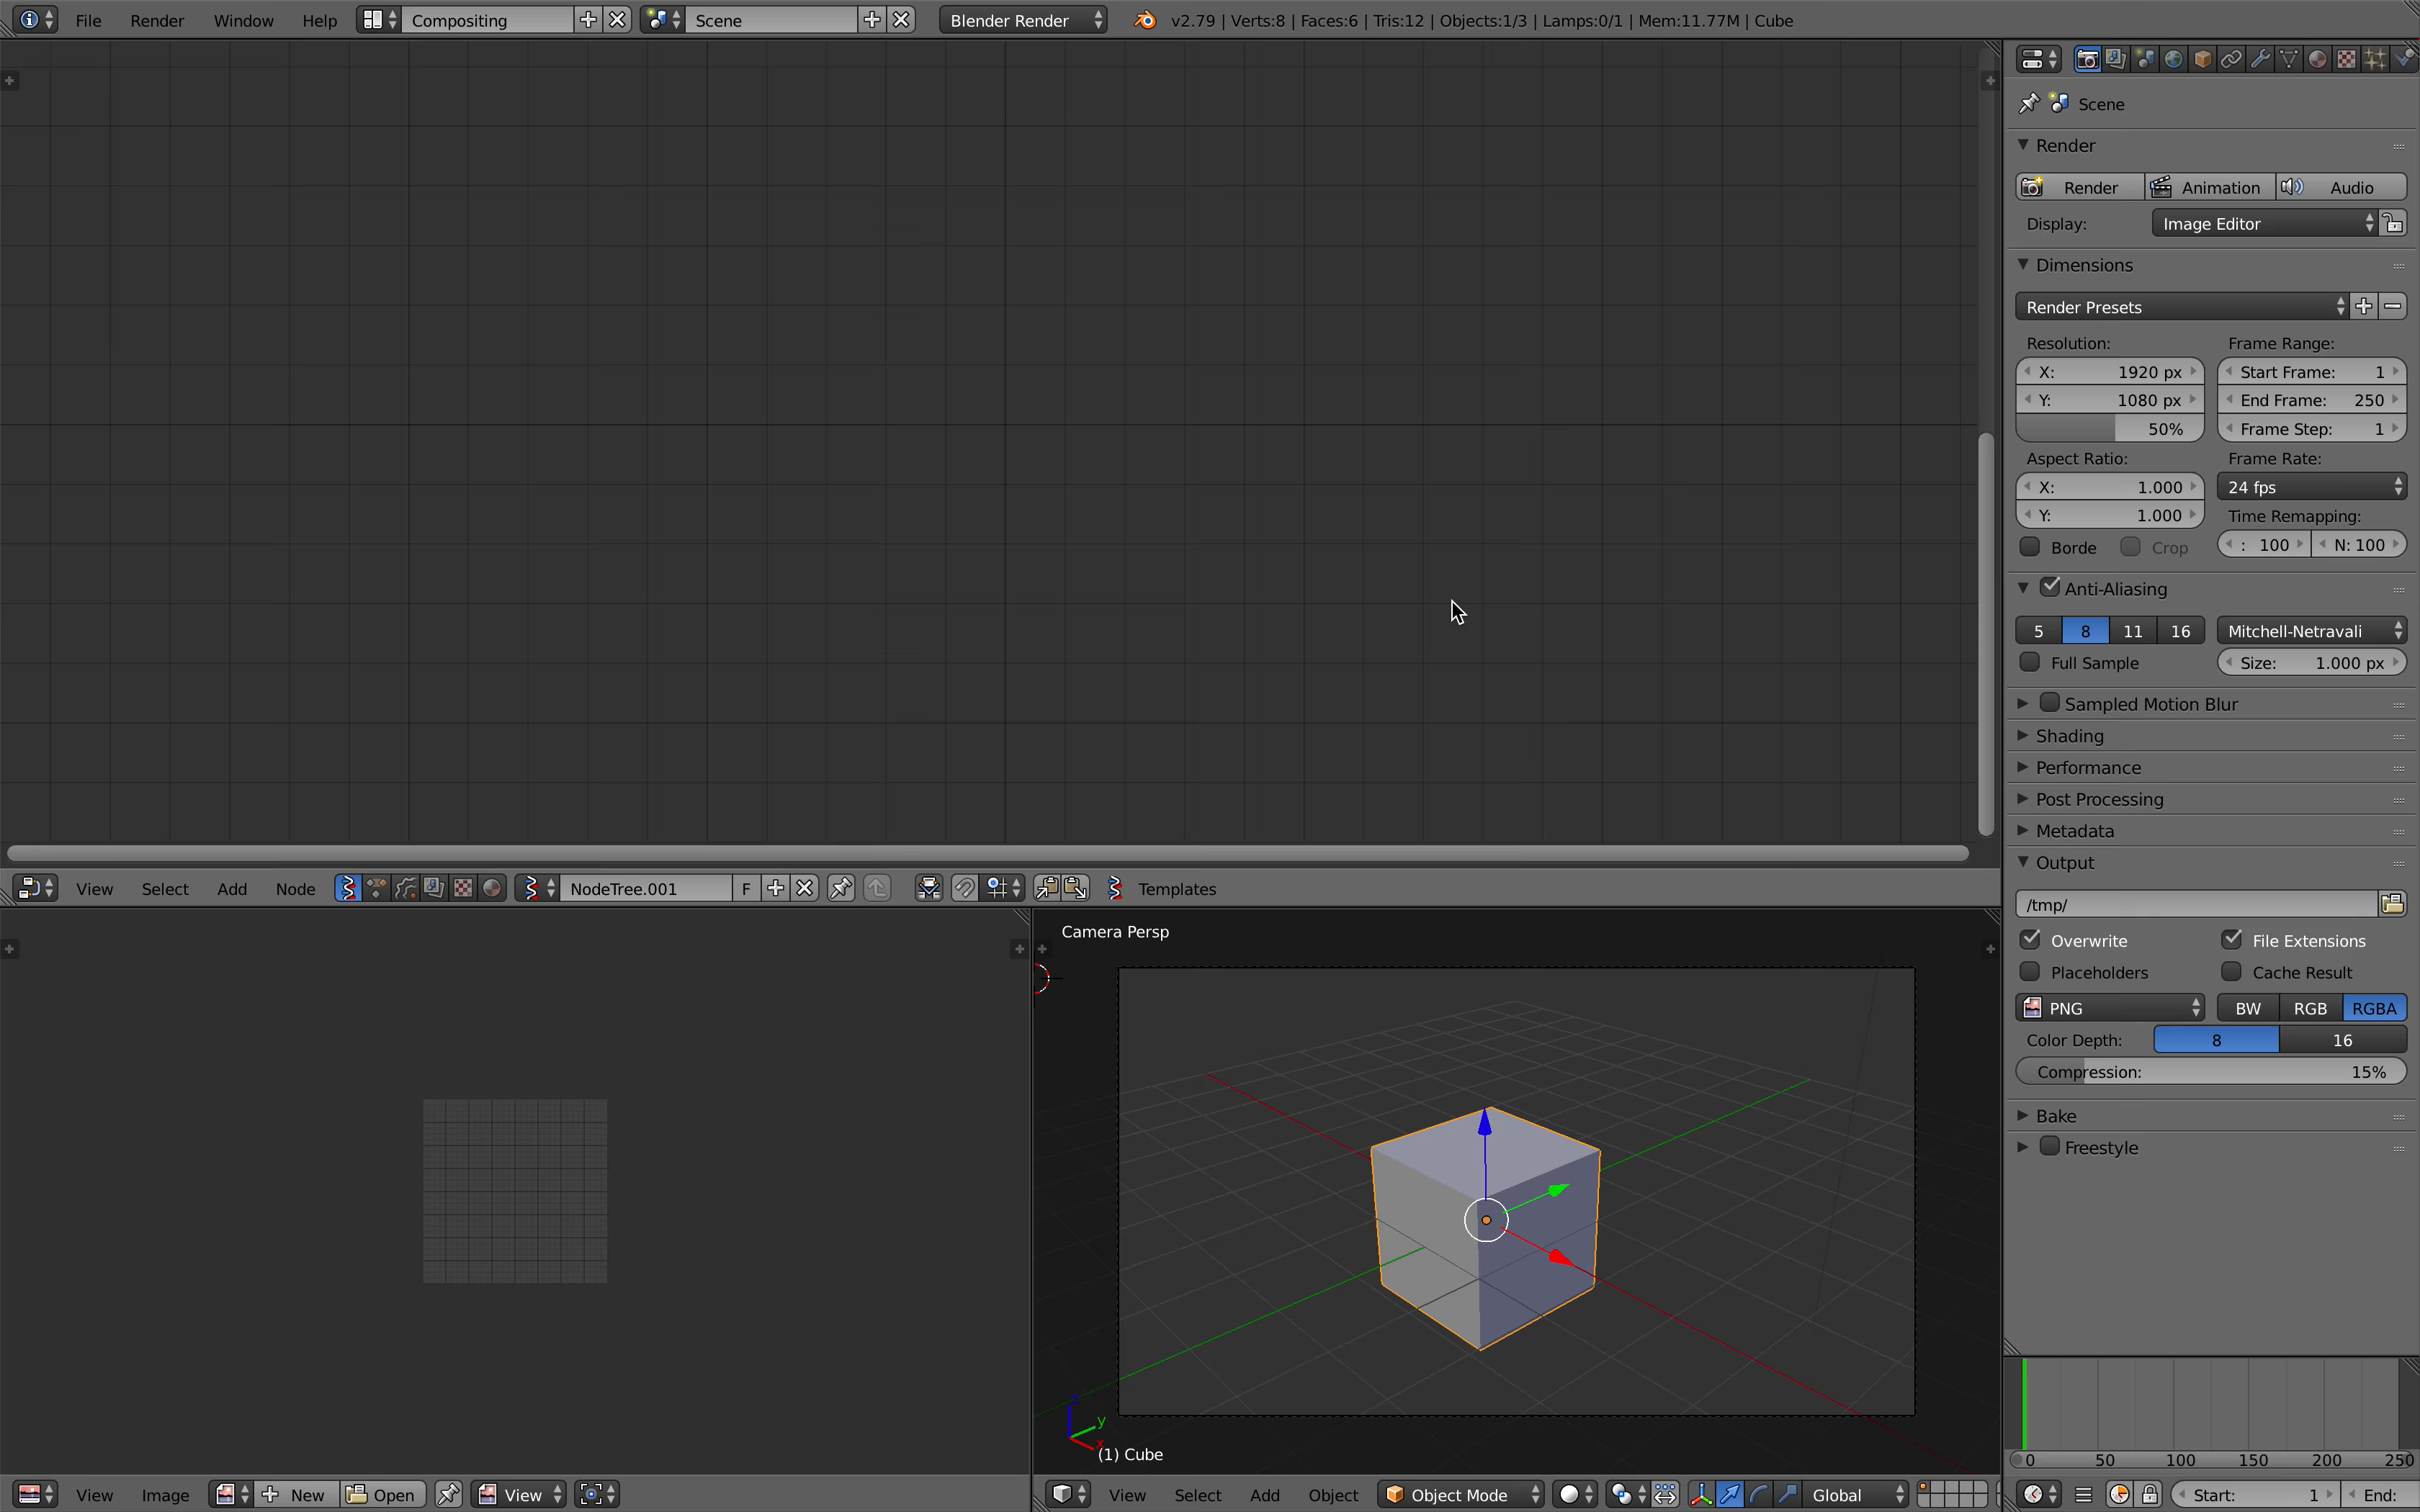 File Render Window Help Compositing Scene Blender Render v2.79 | Verts:8 | Faces:6 | Tris:12 | Objects:1/3 | Lamps:0/1 | Mem:11.77M | Cube
Scene
Render
Render Animation Audio
Display: Image Editor
Dimensions
Render Presets
Resolution: Frame Range:
X: 1920 px Start Frame: 1
Y: 1080 px End Frame: 250
50% Frame Step: 1
Aspect Ratio: Frame Rate:
X: 1.000 24 fps
Y: 1.000 Time Remapping:
Borde Crop : 100 N: 100
Anti-Aliasing
5 8 11 16 Mitchell-Netravali
Full Sample Size: 1.000 px
Sampled Motion Blur
Shading
Performance
Post Processing
Metadata
Output
/tmp/
Overwrite File Extensions
Placeholders Cache Result
PNG BW RGB RGBA
Color Depth: 8 16
Compression: 15%
Bake
Freestyle
View Select Add Node NodeTree.001 F Templates
Camera Persp
y
x
(1) Cube
0 50 100 150 200 250
View Image New Open View
View Select Add Object Object Mode Global
Start: 1 End: